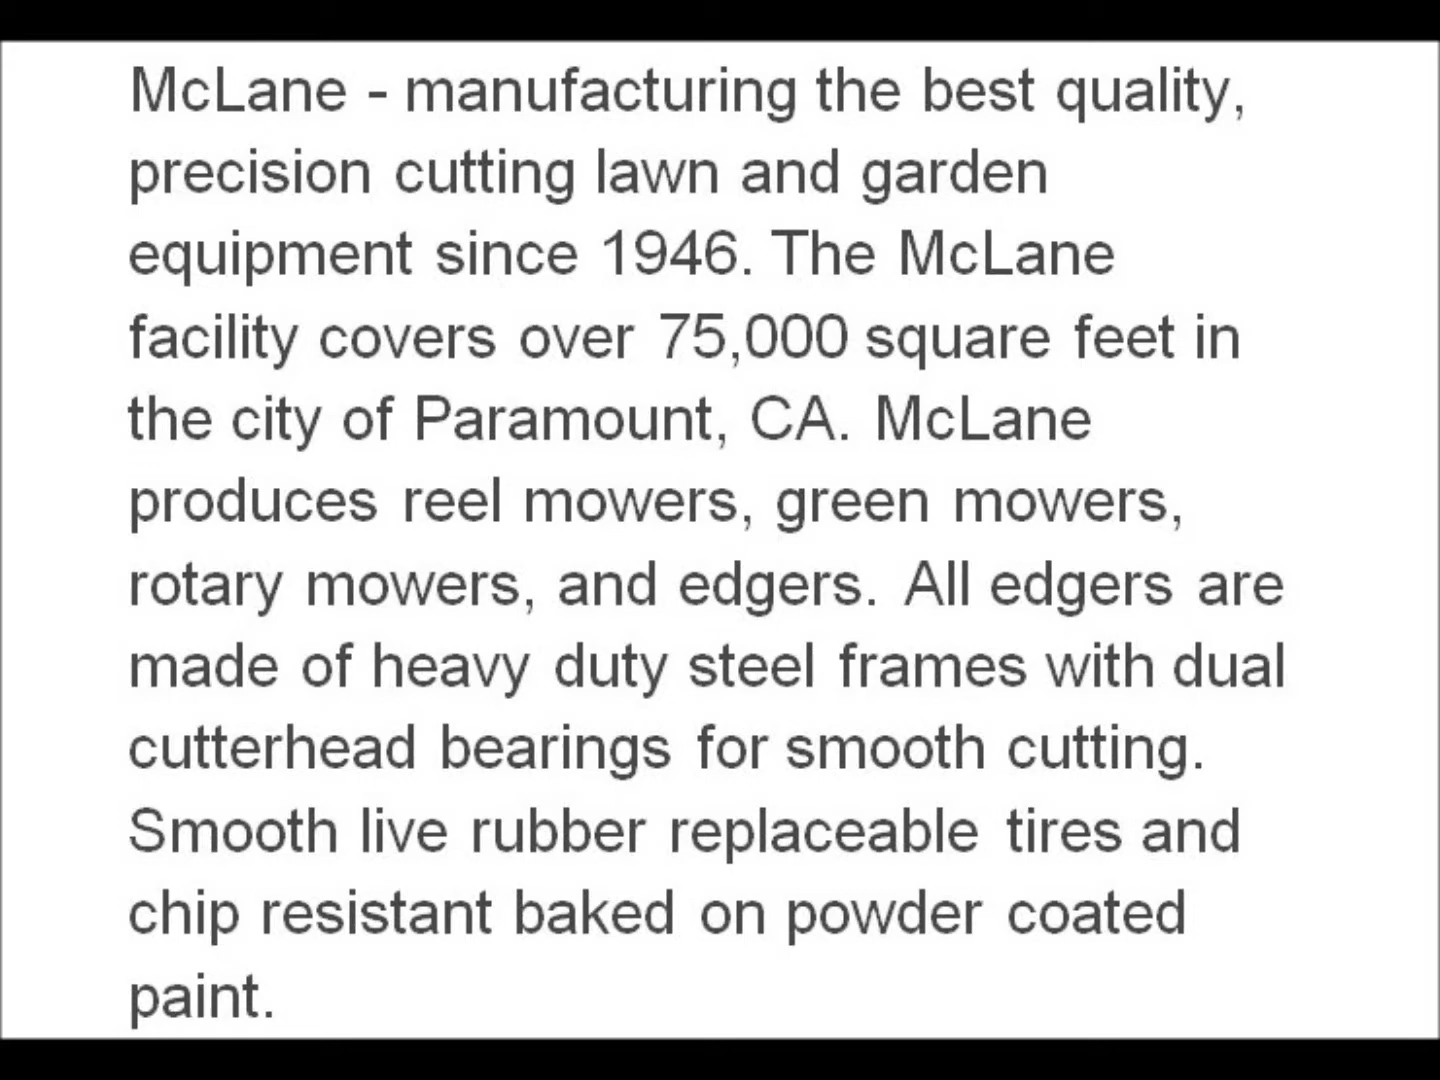 McLane - manufacturing the best quality,
precision cutting lawn and garden
equipment since 1946. The McLane
facility covers over 75,000 square feet in
the city of Paramount, CA. McLane
produces reel mowers, green mowers,
rotary mowers, and edgers. All edgers are
made of heavy duty steel frames with dual
cutterhead bearings for smooth cutting.
Smooth live rubber replaceable tires and
chip resistant baked on powder coated
paint.